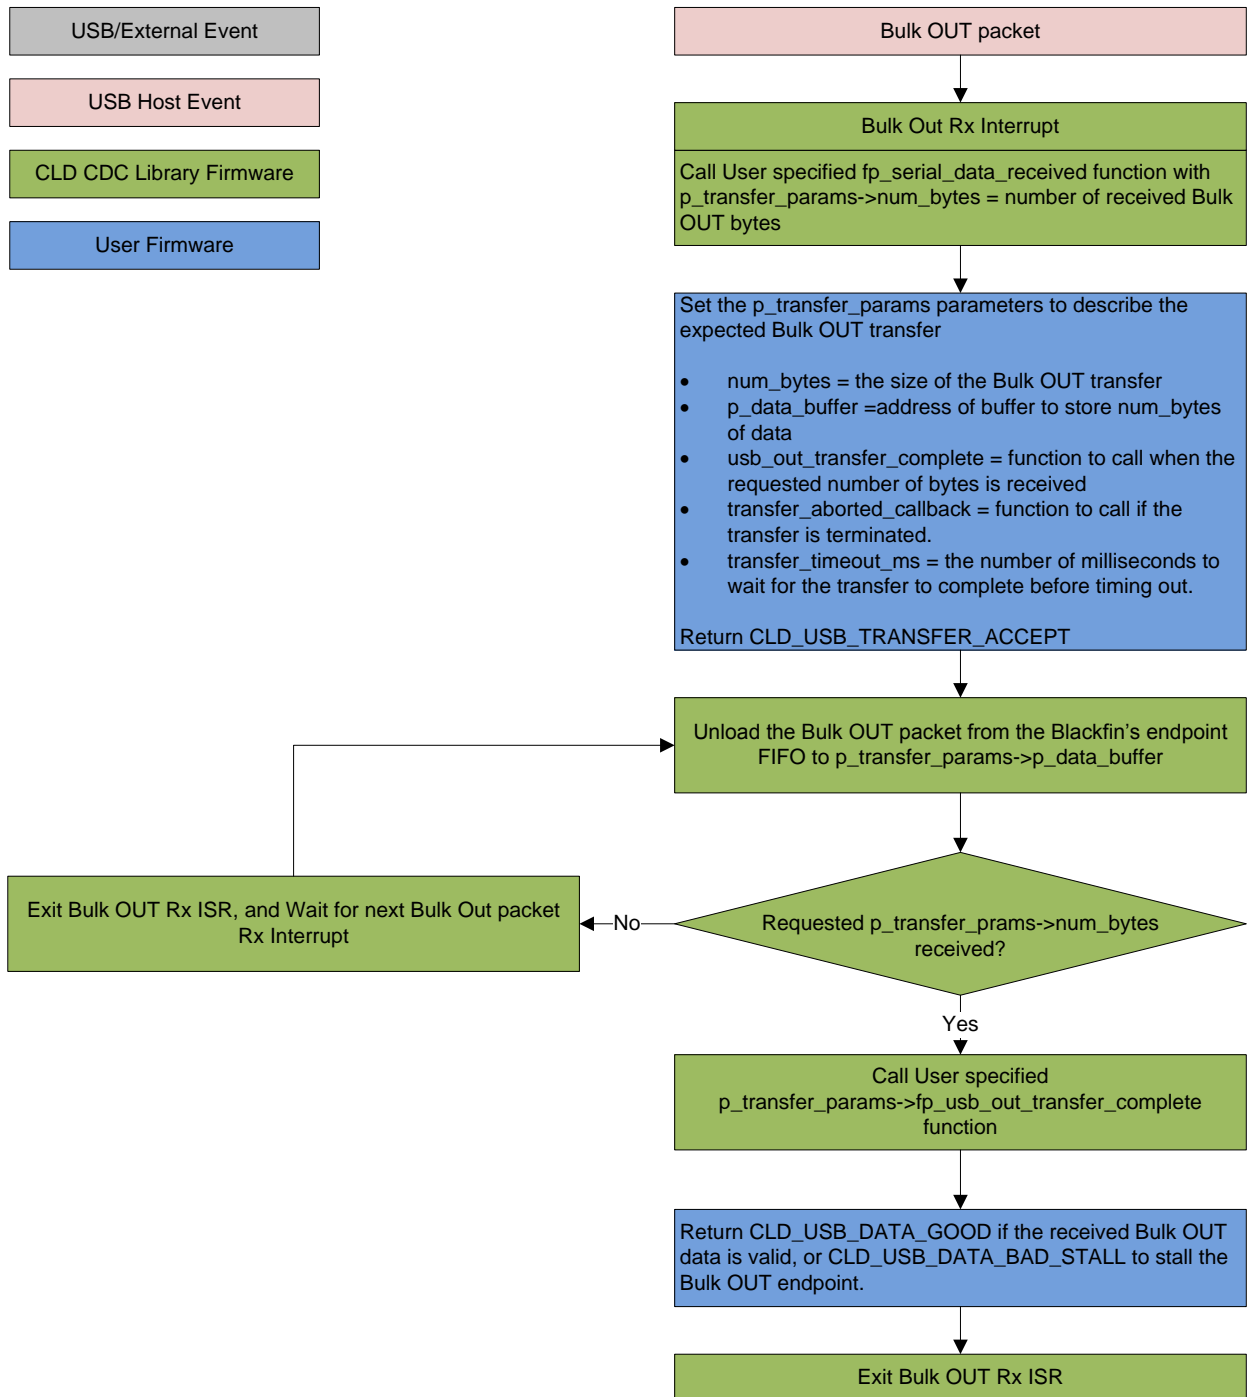 USB/External Event
USB Host Event
CLD CDC Library Firmware
User Firmware
Bulk OUT packet
Bulk Out Rx Interrupt
Call User specified fp_serial_data_received function with
p_transfer_params->num_bytes = number of received Bulk
OUT bytes
Set the p_transfer_params parameters to describe the
expected Bulk OUT transfer
• num_bytes = the size of the Bulk OUT transfer
• p_data_buffer =address of buffer to store num_bytes
of data
• usb_out_transfer_complete = function to call when the
requested number of bytes is received
• transfer_aborted_callback = function to call if the
transfer is terminated.
• transfer_timeout_ms = the number of milliseconds to
wait for the transfer to complete before timing out.
Return CLD_USB_TRANSFER_ACCEPT
Unload the Bulk OUT packet from the Blackfin's endpoint
FIFO to p_transfer_params->p_data_buffer
Requested p_transfer_prams->num_bytes
received?
No
Exit Bulk OUT Rx ISR, and Wait for next Bulk Out packet
Rx Interrupt
Yes
Call User specified
p_transfer_params->fp_usb_out_transfer_complete
function
Return CLD_USB_DATA_GOOD if the received Bulk OUT
data is valid, or CLD_USB_DATA_BAD_STALL to stall the
Bulk OUT endpoint.
Exit Bulk OUT Rx ISR